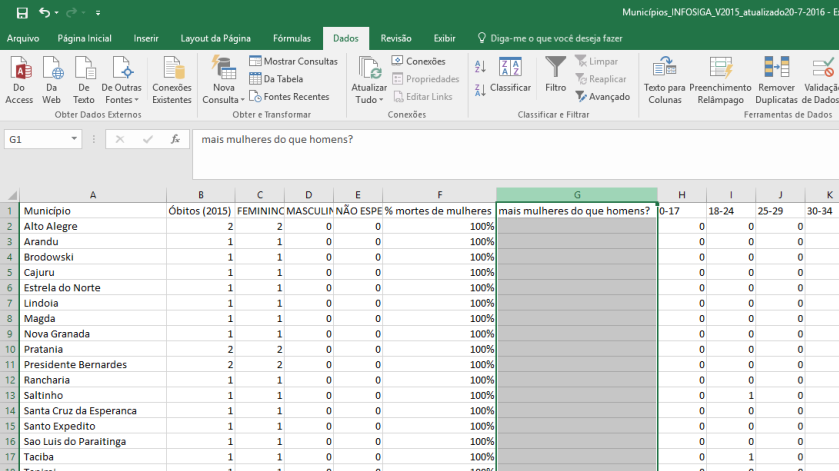 Municípios_INFOSIGA_V2015_atualizado20-7-2016 - E
Arquivo Página Inicial Inserir Layout da Página Fórmulas Dados Revisão Exibir Diga-me o que você deseja fazer
Do Access
Da Web
Do Texto
De Outras Fontes
Conexões Existentes
Obter Dados Externos
Nova Consulta
Mostrar Consultas
Da Tabela
Fontes Recentes
Obter e Transformar
Atualizar Tudo
Conexões
Propriedades
Editar Links
Conexões
Classificar
Filtro
Limpar
Reaplicar
Avançado
Classificar e Filtrar
Texto para Colunas
Preenchimento Relâmpago
Remover Duplicatas
Validação de Dados
Ferramentas de Dados
G1 fx mais mulheres do que homens?
A B C D E F G H I J K
1 Município Óbitos (2015) FEMININO MASCULIN NÃO ESPE % mortes de mulheres mais mulheres do que homens? 0-17 18-24 25-29 30-34
2 Alto Alegre 2 2 0 0 100% 0 0 0
3 Arandu 1 1 0 0 100% 0 0 0
4 Brodowski 1 1 0 0 100% 0 0 0
5 Cajuru 1 1 0 0 100% 0 0 0
6 Estrela do Norte 1 1 0 0 100% 0 0 0
7 Lindoia 1 1 0 0 100% 0 0 0
8 Magda 1 1 0 0 100% 0 0 0
9 Nova Granada 1 1 0 0 100% 0 0 0
10 Pratania 2 2 0 0 100% 0 0 0
11 Presidente Bernardes 2 2 0 0 100% 0 0 0
12 Rancharia 1 1 0 0 100% 0 0 0
13 Saltinho 1 1 0 0 100% 0 1 0
14 Santa Cruz da Esperanca 1 1 0 0 100% 0 0 0
15 Santo Expedito 1 1 0 0 100% 0 0 0
16 Sao Luis do Paraitinga 1 1 0 0 100% 0 0 0
17 Taciba 1 1 0 0 100% 0 1 0